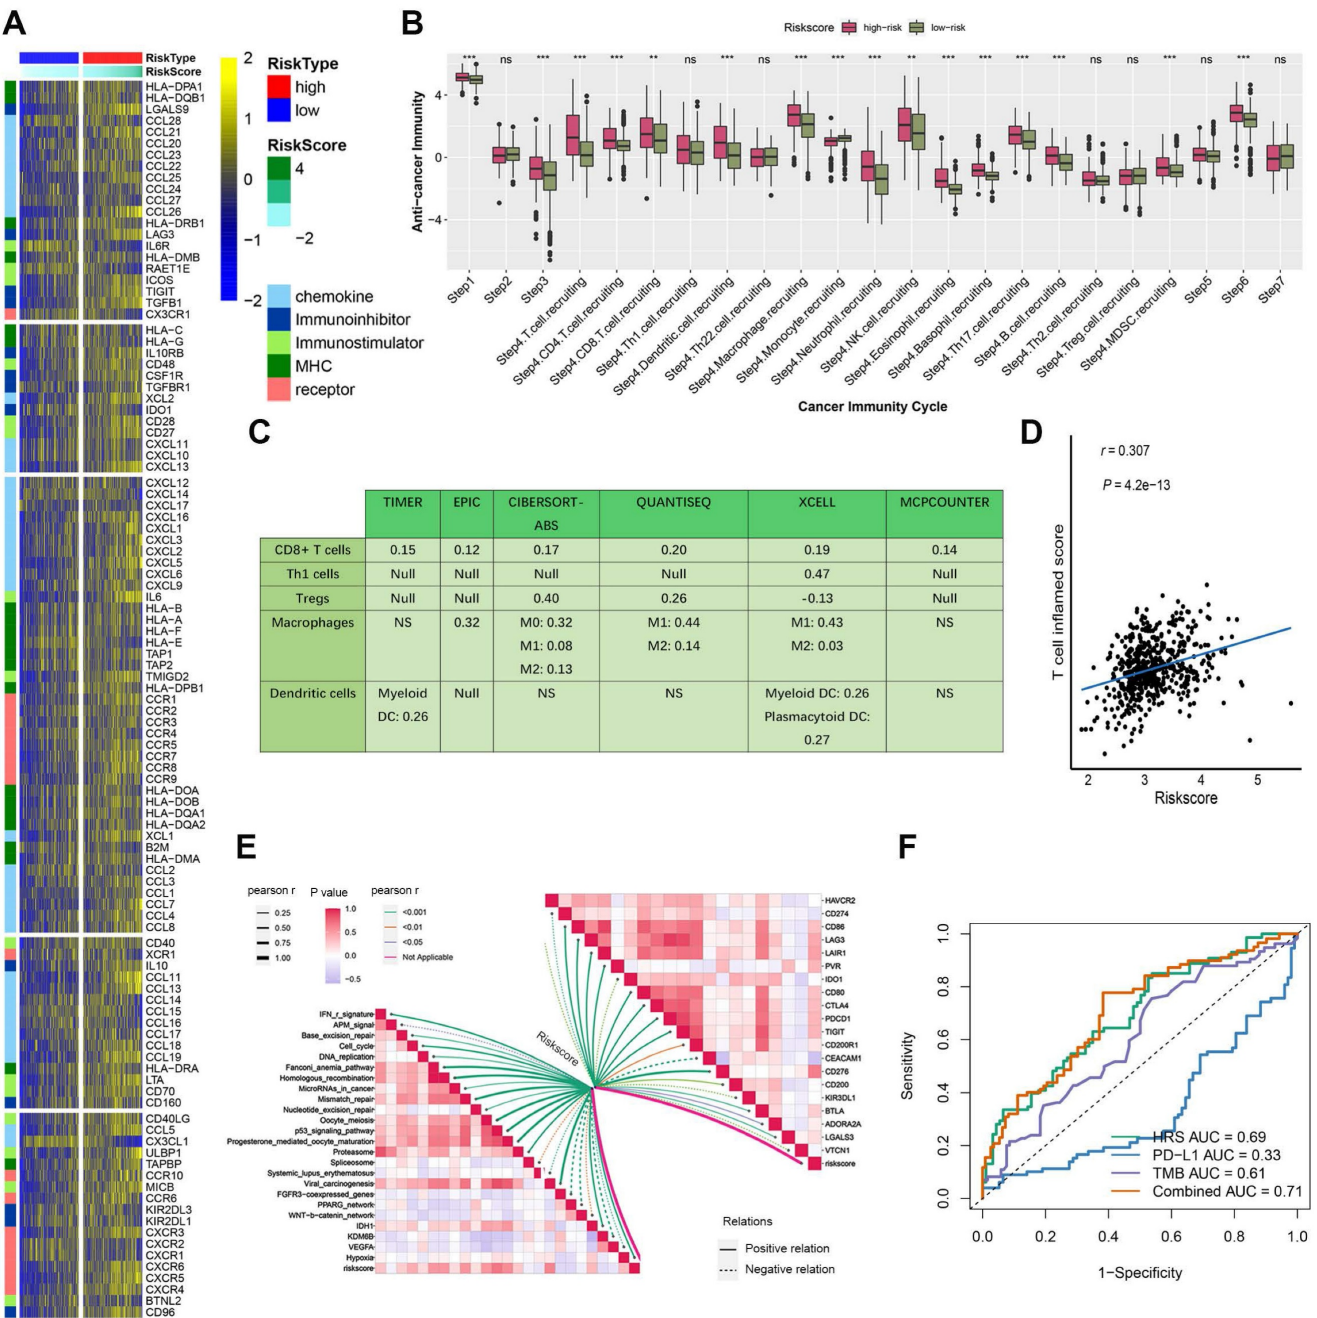 A
RiskType
RiskScore
HLA−DPA1
HLA−DQB1
LGALS9
CCL28
CCL21
CCL20
CCL23
CCL22
CCL25
CCL24
CCL27
CCL26
HLA−DRB1
LAG3
IL6R
HLA−DMB
RAET1E
ICOS
TIGIT
TGFB1
CX3CR1
HLA−C
HLA−G
IL10RB
CD48
CSF1R
TGFBR1
XCL2
IDO1
CD28
CD27
CXCL11
CXCL10
CXCL13
CXCL12
CXCL14
CXCL17
CXCL16
CXCL1
CXCL3
CXCL2
CXCL5
CXCL6
CXCL9
IL6
HLA−B
HLA−A
HLA−F
HLA−E
TAP1
TAP2
TMIGD2
HLA−DPB1
CCR1
CCR2
CCR3
CCR4
CCR5
CCR7
CCR8
CCR9
HLA−DOA
HLA−DOB
HLA−DQA1
HLA−DQA2
XCL1
B2M
HLA−DMA
CCL2
CCL3
CCL1
CCL7
CCL4
CCL8
CD40
XCR1
IL10
CCL11
CCL13
CCL14
CCL15
CCL16
CCL17
CCL18
CCL19
HLA−DRA
LTA
CD70
CD160
CD40LG
CCL5
CX3CL1
ULBP1
TAPBP
CCR10
MICB
CCR6
KIR2DL3
KIR2DL1
CXCR3
CXCR2
CXCR1
CXCR6
CXCR5
CXCR4
BTNL2
CD96
2
1
0
−1
−2
RiskType
high
low
RiskScore
4
−2
chemokine
Immunoinhibitor
Immunostimulator
MHC
receptor
B
Riskscore high−risk low−risk
*** ns *** *** *** ** ns *** ns *** *** *** ** *** *** *** *** ns ns *** ns *** ns
Anti−cancer Immunity
4
0
−4
Step1
Step2
Step3
Step4.T.cell.recruiting
Step4.CD4.T.cell.recruiting
Step4.CD8.T.cell.recruiting
Step4.Th1.cell.recruiting
Step4.Dendritic.cell.recruiting
Step4.Th22.cell.recruiting
Step4.Macrophage.recruiting
Step4.Monocyte.recruiting
Step4.Neutrophil.recruiting
Step4.NK.cell.recruiting
Step4.Eosinophil.recruiting
Step4.Basophil.recruiting
Step4.Th17.cell.recruiting
Step4.B.cell.recruiting
Step4.Th2.cell.recruiting
Step4.Treg.cell.recruiting
Step4.MDSC.recruiting
Step5
Step6
Step7
Cancer Immunity Cycle
C
TIMER EPIC CIBERSORT-ABS QUANTISEQ XCELL MCPCOUNTER
CD8+ T cells 0.15 0.12 0.17 0.20 0.19 0.14
Th1 cells Null Null Null Null 0.47 Null
Tregs Null Null 0.40 0.26 -0.13 Null
Macrophages NS 0.32 M0: 0.32 M1: 0.44 M1: 0.43 NS
M1: 0.08 M2: 0.14 M2: 0.03
M2: 0.13
Dendritic cells Myeloid Null NS NS Myeloid DC: 0.26 NS
DC: 0.26 Plasmacytoid DC:
0.27
D
r = 0.307
P = 4.2e−13
T cell inflamed score
2 3 4 5
Riskscore
E
pearson r P value pearson r
0.25
0.50
0.75
1.00
1.0
0.5
0.0
−0.5
<0.001
<0.01
<0.05
Not Applicable
HAVCR2
CD274
CD86
LAG3
LAIR1
PVR
IDO1
CD80
CTLA4
PDCD1
TIGIT
CD200R1
CEACAM1
CD276
CD200
KIR3DL1
BTLA
ADORA2A
LGALS3
VTCN1
riskscore
Riskscore
IFN_r_signature
APM_signal
Base_excision_repair
Cell_cycle
DNA_replication
Fanconi_anemia_pathway
Homologous_recombination
MicroRNAs_in_cancer
Mismatch_repair
Nucleotide_excision_repair
Oocyte_meiosis
p53_signaling_pathway
Progesterone_mediated_oocyte_maturation
Proteasome
Spliceosome
Systemic_lupus_erythematosus
Viral_carcinogenesis
FGFR3−coexpressed_genes
PPARG_network
WNT−b−catenin_network
IDH1
KDM6B
VEGFA
Hypoxia
riskscore
Relations
Positive relation
Negative relation
F
Sensitivity
1.0
0.8
0.6
0.4
0.2
0.0
HRS AUC = 0.69
PD−L1 AUC = 0.33
TMB AUC = 0.61
Combined AUC = 0.71
0.0 0.2 0.4 0.6 0.8 1.0
1−Specificity